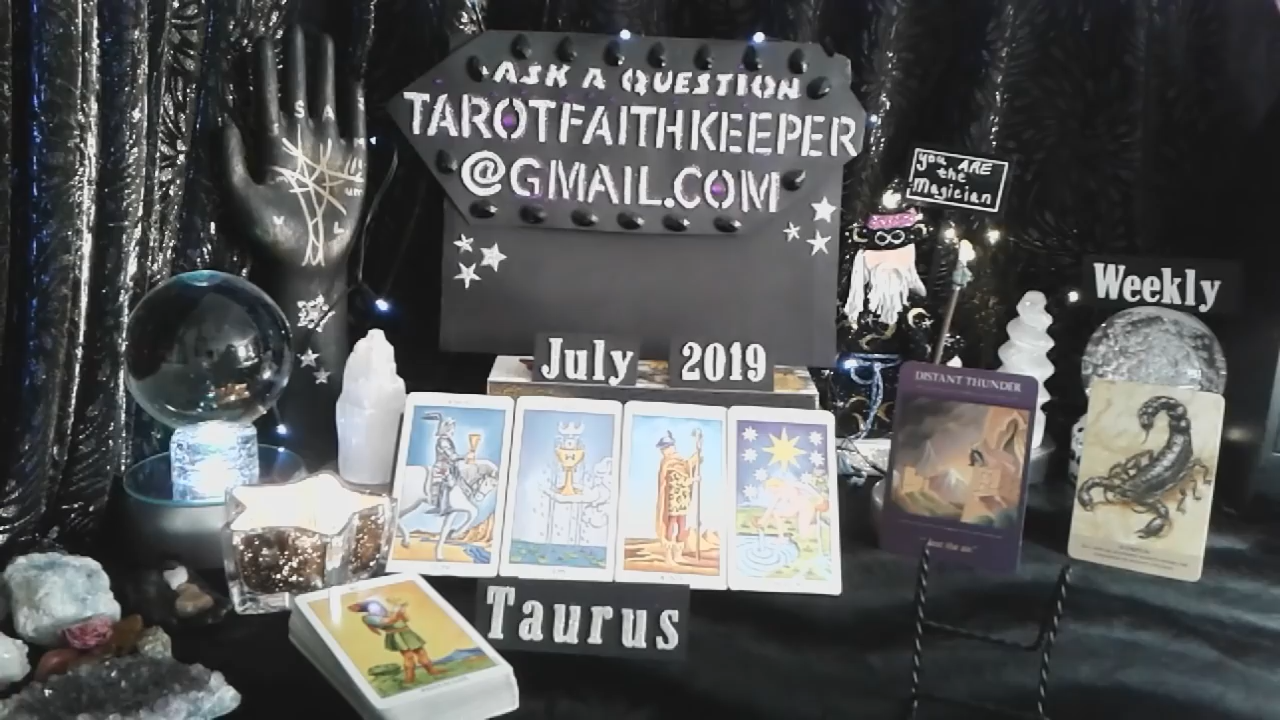 ASK A QUESTION
TAROTFAITHKEEPER
@GMAIL.COM
S A
you ARE
the
Magician
Weekly
July 2019
DISTANT THUNDER
Taurus